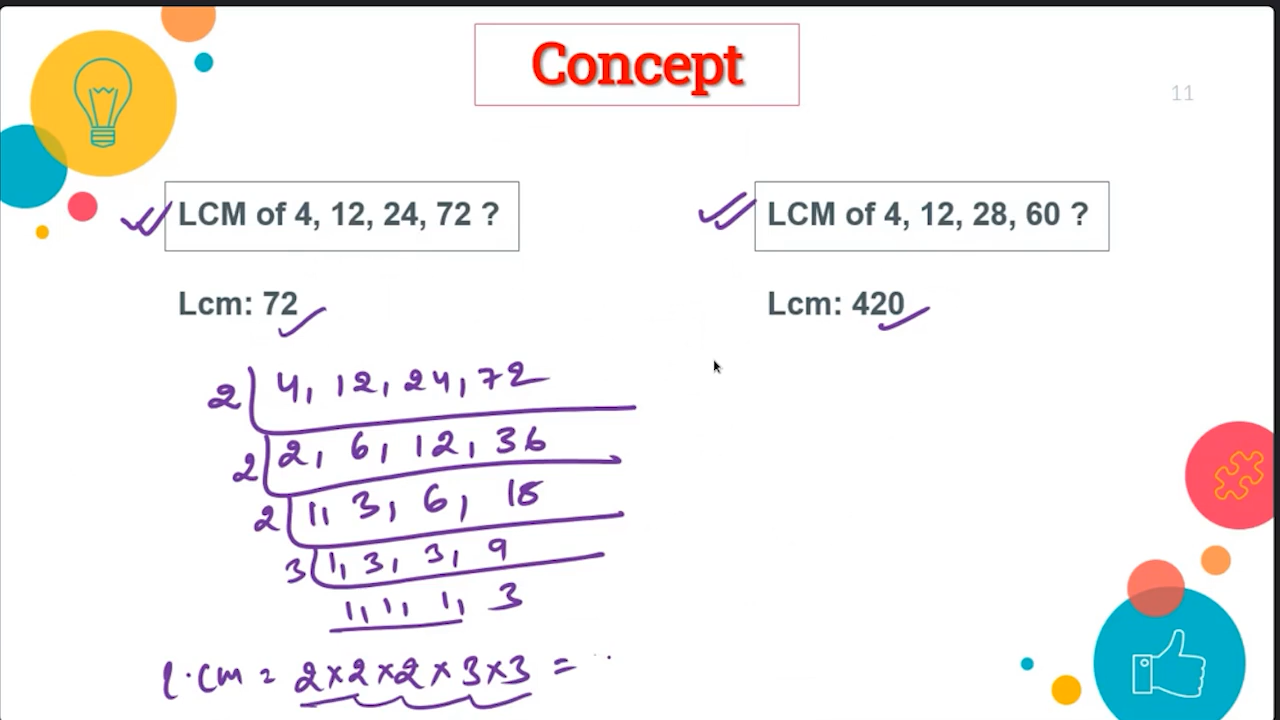 Concept
11
LCM of 4, 12, 24, 72 ?
Lcm: 72
2 4, 12, 24, 72
2 2, 6, 12, 36
2 1, 3, 6, 18
3 1, 3, 3, 9
1, 1, 1, 3
L.CM = 2×2×2×3×3 =
LCM of 4, 12, 28, 60 ?
Lcm: 420